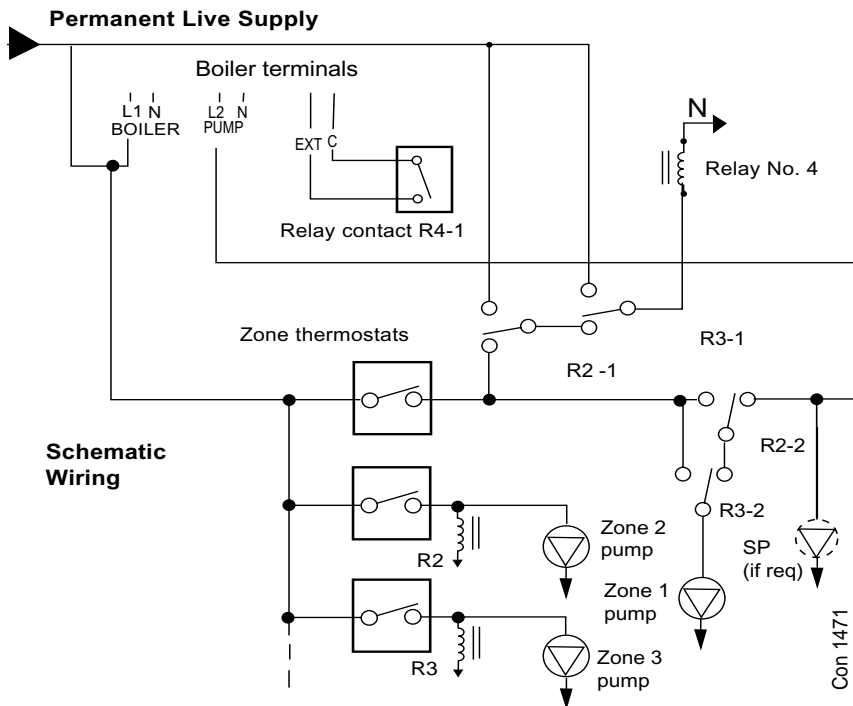 Permanent Live Supply
Boiler terminals
L1 N
BOILER
L2 N
PUMP
EXT C
N
Relay No. 4
Relay contact R4-1
Zone thermostats
R3-1
R2 -1
Schematic
Wiring
R2-2
R3-2
R2
Zone 2
pump
SP
(if req)
Zone 1
pump
R3
Zone 3
pump
Con 1471